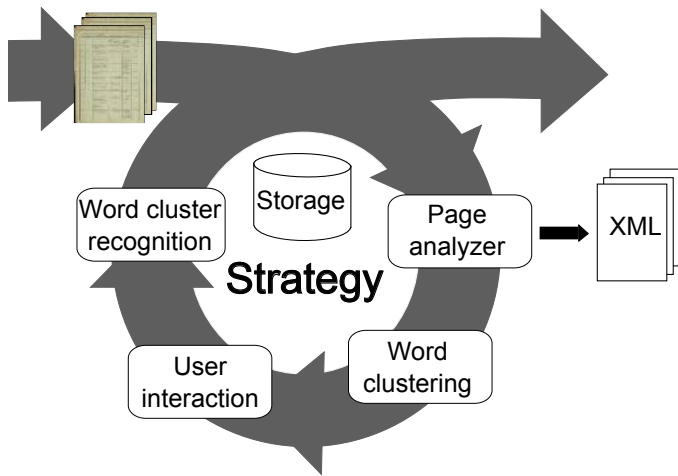 Storage
Word cluster
recognition
Page
analyzer
XML
Strategy
User
interaction
Word
clustering